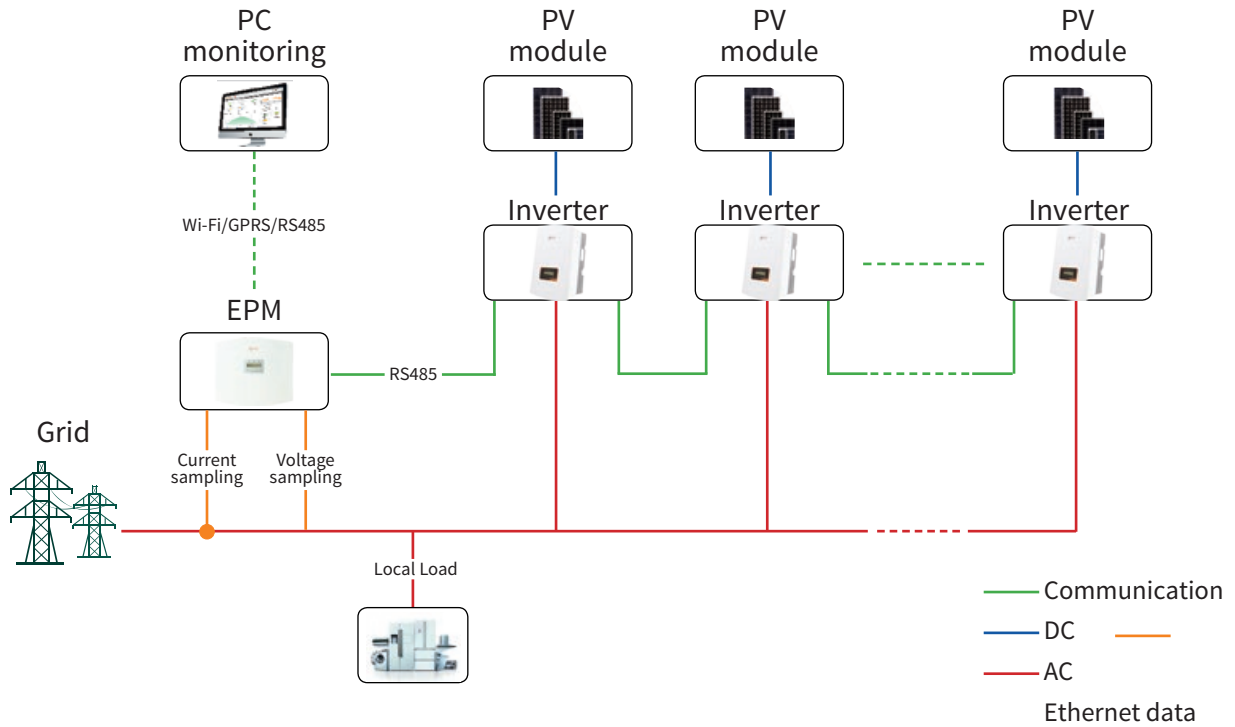 PC
monitoring
PV
module
PV
module
PV
module
Wi-Fi/GPRS/RS485
Inverter
Inverter
Inverter
EPM
RS485
Grid
Current
sampling
Voltage
sampling
Local Load
Communication
DC
AC
Ethernet data